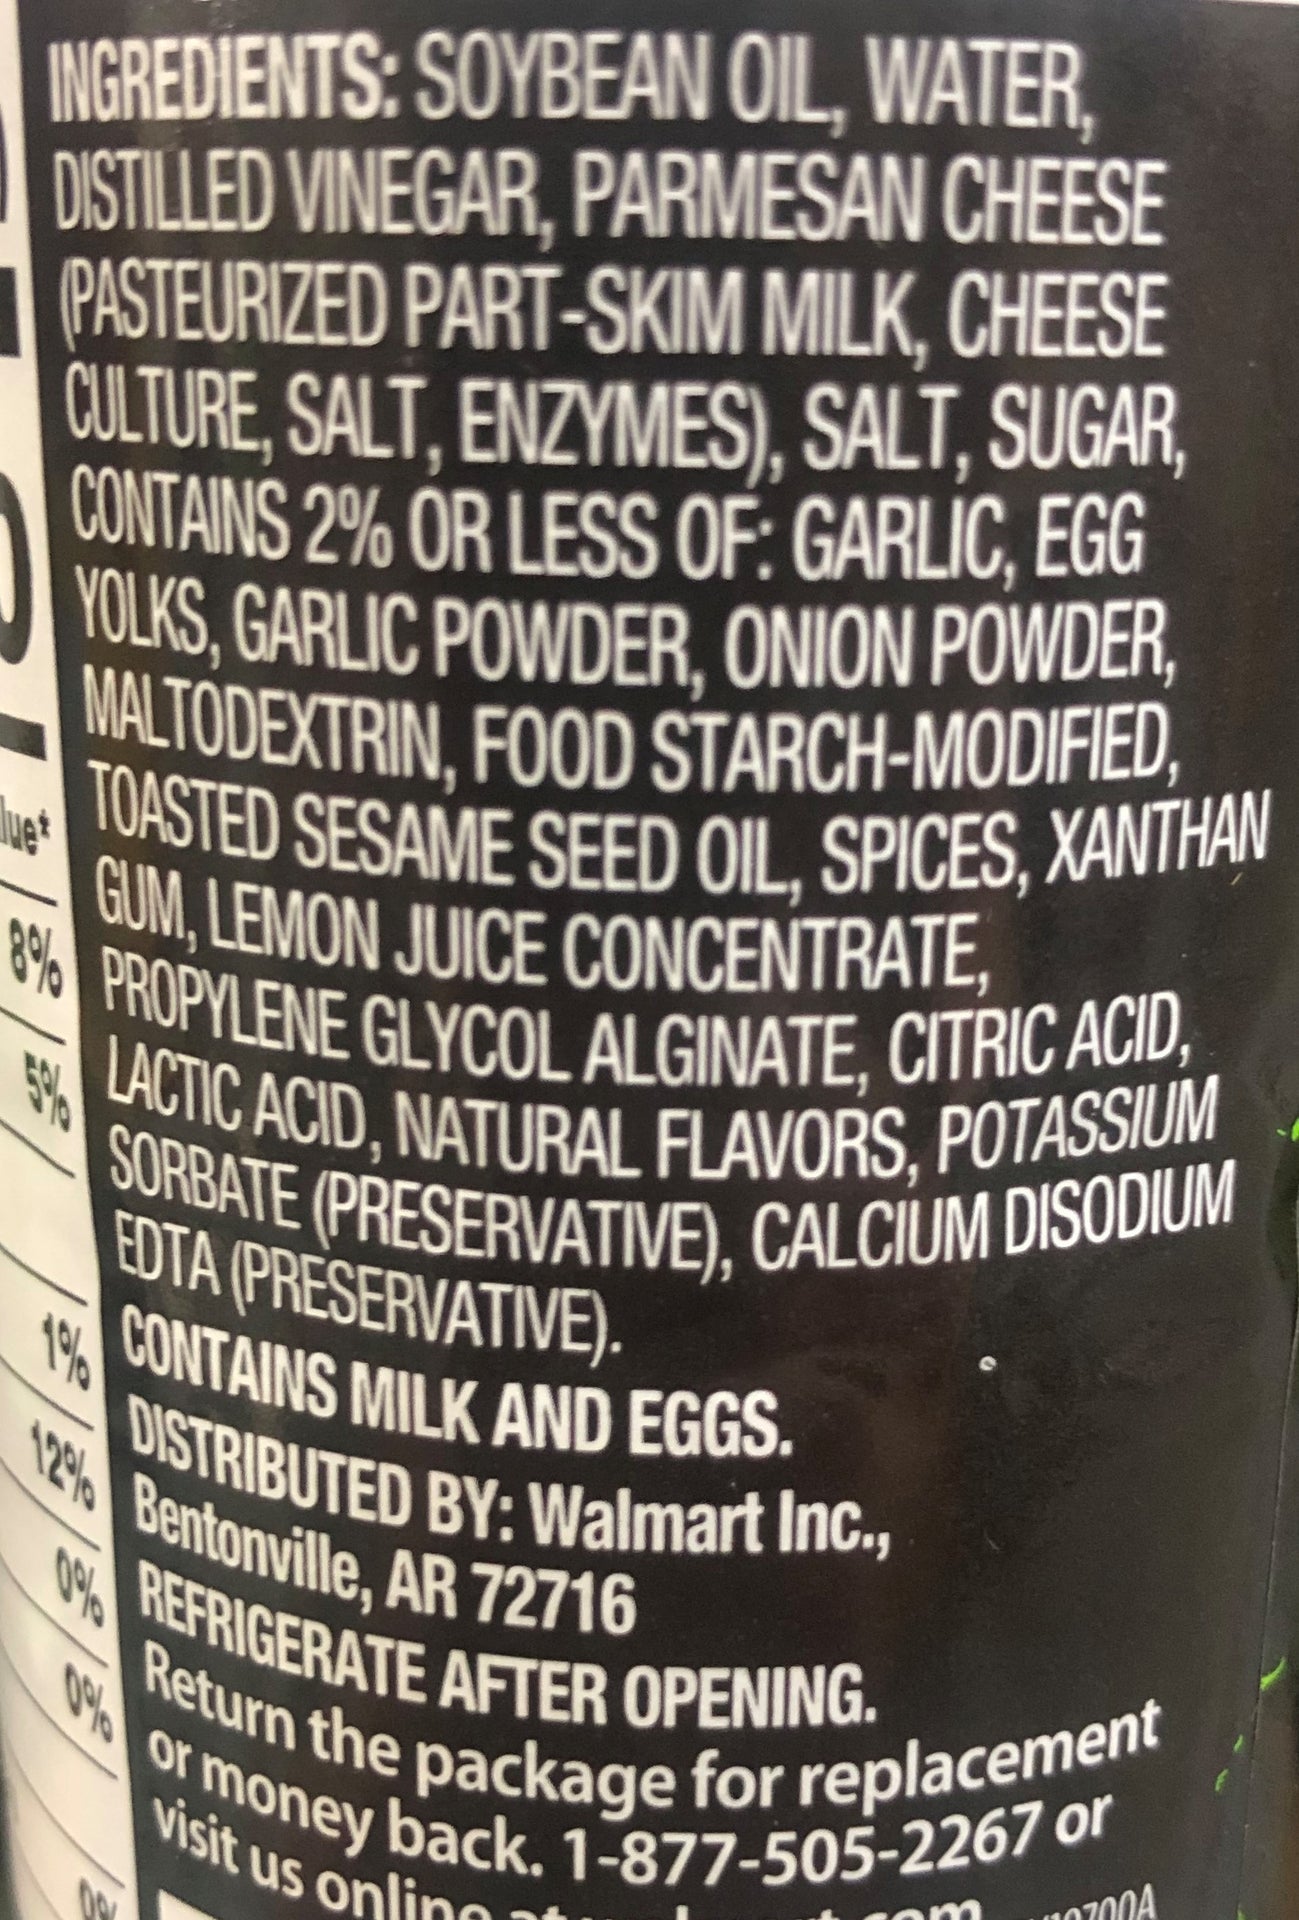 INGREDIENTS: SOYBEAN OIL, WATER,
DISTILLED VINEGAR, PARMESAN CHEESE
(PASTEURIZED PART-SKIM MILK, CHEESE
CULTURE, SALT, ENZYMES), SALT, SUGAR,
CONTAINS 2% OR LESS OF: GARLIC, EGG
YOLKS, GARLIC POWDER, ONION POWDER,
MALTODEXTRIN, FOOD STARCH-MODIFIED,
TOASTED SESAME SEED OIL, SPICES, XANTHAN
GUM, LEMON JUICE CONCENTRATE,
PROPYLENE GLYCOL ALGINATE, CITRIC ACID,
LACTIC ACID, NATURAL FLAVORS, POTASSIUM
SORBATE (PRESERVATIVE), CALCIUM DISODIUM
EDTA (PRESERVATIVE).
CONTAINS MILK AND EGGS.
DISTRIBUTED BY: Walmart Inc.,
Bentonville, AR 72716
REFRIGERATE AFTER OPENING.
Return the package for replacement
or money back. 1-877-505-2267 or
visit us online
8%
5%
1%
12%
0%
0%